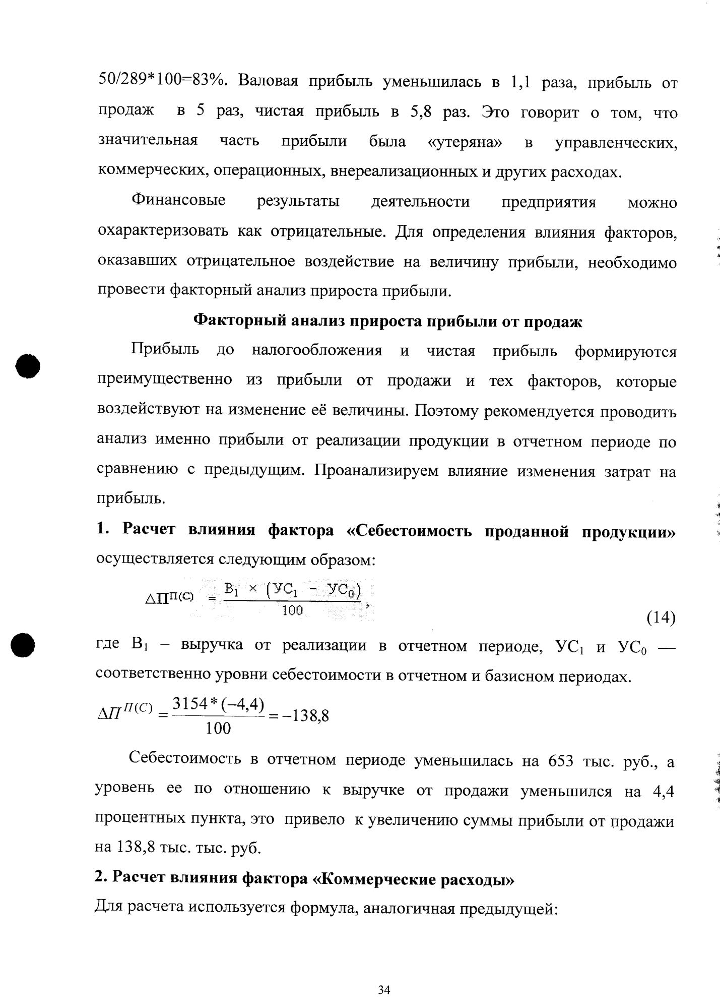 50/289*100=83%. Валовая прибыль уменьшилась в 1,1 раза, прибыль от
продаж в 5 раз, чистая прибыль в 5,8 раз. Это говорит о том, что
значительная часть прибыли была «утеряна» в управленческих,
коммерческих, операционных, внереализационных и других расходах.
Финансовые результаты деятельности предприятия можно
охарактеризовать как отрицательные. Для определения влияния факторов,
оказавших отрицательное воздействие на величину прибыли, необходимо
провести факторный анализ прироста прибыли.
Факторный анализ прироста прибыли от продаж
Прибыль до налогообложения и чистая прибыль формируются
преимущественно из прибыли от продажи и тех факторов, которые
воздействуют на изменение её величины. Поэтому рекомендуется проводить
анализ именно прибыли от реализации продукции в отчетном периоде по
сравнению с предыдущим. Проанализируем влияние изменения затрат на
прибыль.
1. Расчет влияния фактора «Себестоимость проданной продукции»
осуществляется следующим образом:
ΔП^П(С) = B₁ × (УС₁ - УС₀) / 100,
(14)
где В₁ – выручка от реализации в отчетном периоде, УС₁ и УС₀ —
соответственно уровни себестоимости в отчетном и базисном периодах.
ΔП^П(С) = 3154*(−4,4) / 100 = −138,8
Себестоимость в отчетном периоде уменьшилась на 653 тыс. руб., а
уровень ее по отношению к выручке от продажи уменьшился на 4,4
процентных пункта, это привело к увеличению суммы прибыли от продажи
на 138,8 тыс. тыс. руб.
2. Расчет влияния фактора «Коммерческие расходы»
Для расчета используется формула, аналогичная предыдущей:
34